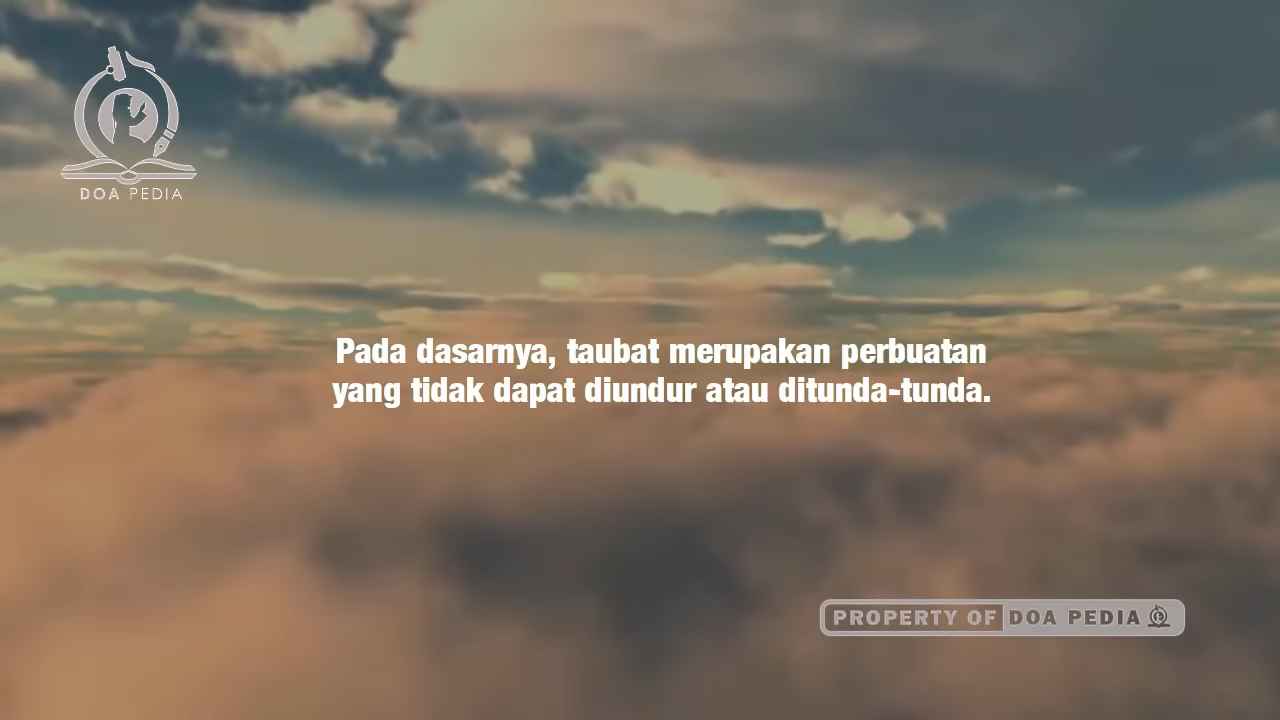 DOA PEDIA
Pada dasarnya, taubat merupakan perbuatan
yang tidak dapat diundur atau ditunda-tunda.
PROPERTY OF DOA PEDIA